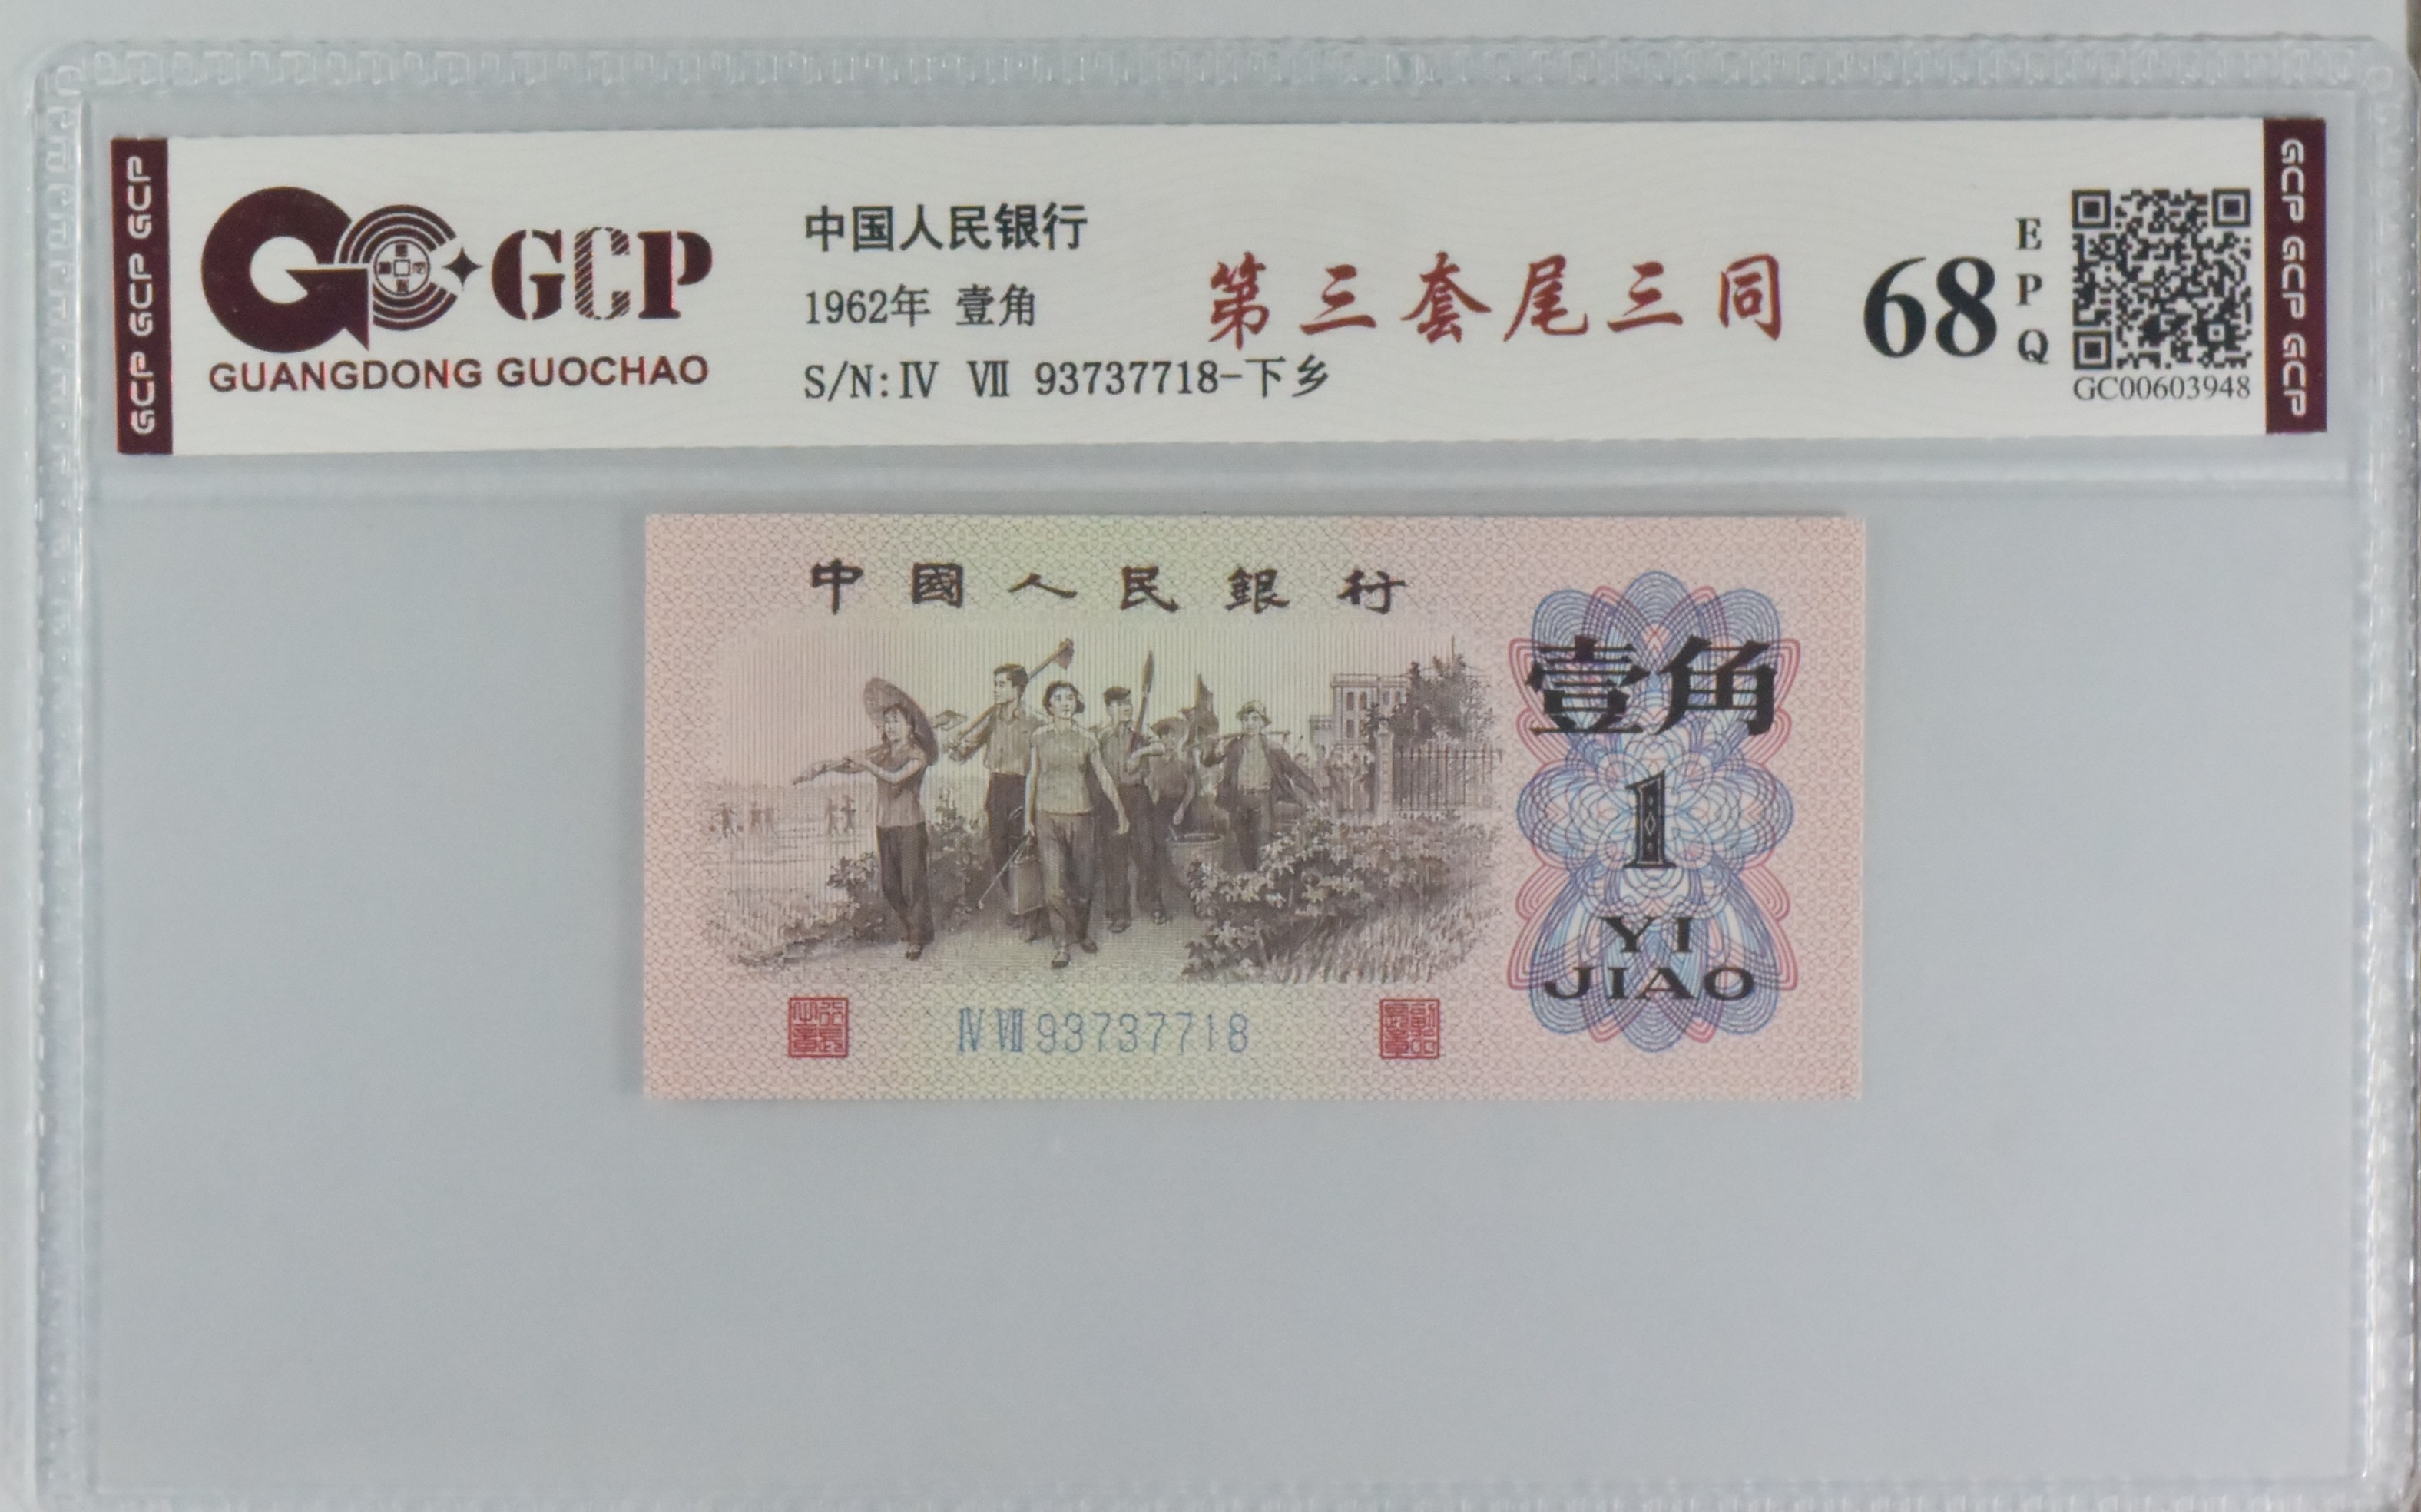 GCP GCP GCP
GCP
GUANGDONG GUOCHAO
中国人民银行
1962年 壹角
S/N:Ⅳ Ⅶ 93737718-下乡
第三套尾三同
68
EPQ
GC00603948
GCP GCP GCP
中國人民銀行
壹角
1
YI
JIAO
Ⅳ Ⅶ 93737718